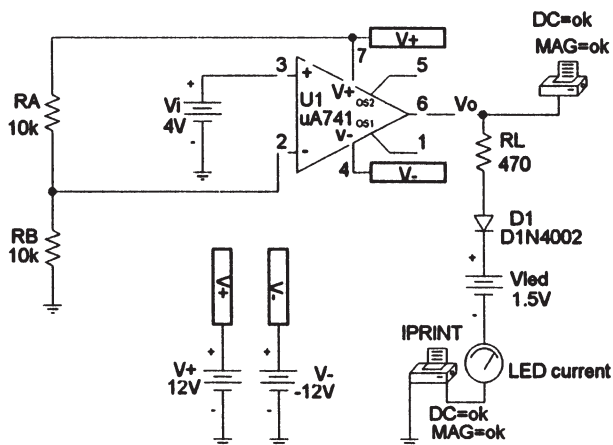 DC=ok
MAG=ok
V+
7
3
5
+
V+
RA
10k
+
Vi
4V
-
U1
uA741
OS2
OS1
6
Vo
RL
470
2
-
V-
1
4
V-
D1
D1N4002
RB
10k
+
Vled
1.5V
-
V+
V-
IPRINT
+
V+
12V
-
+
V-
-12V
-
LED current
DC=ok
MAG=ok